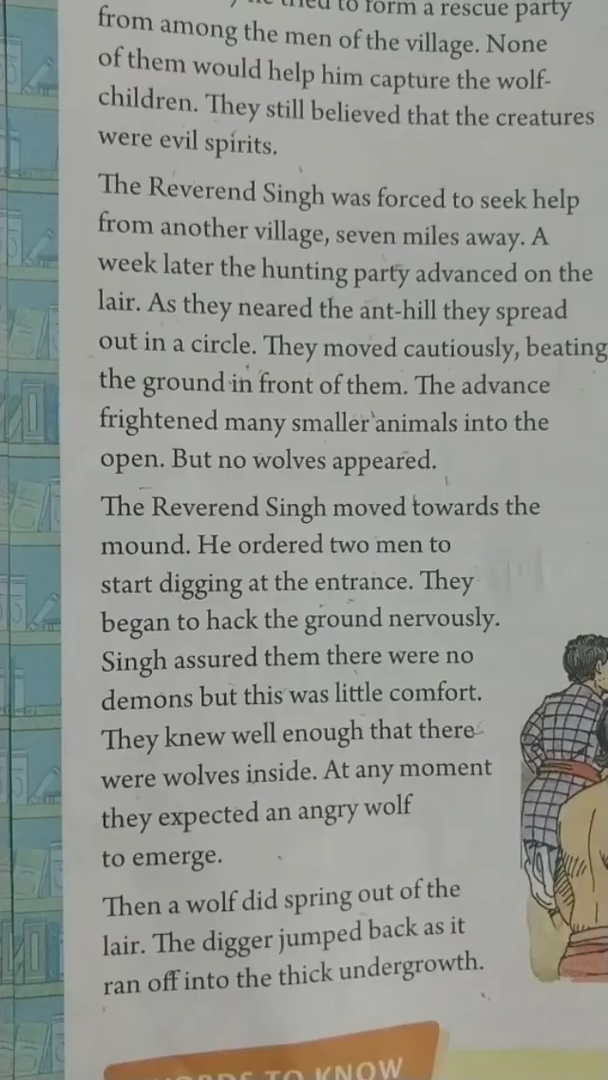 tried to form a rescue party
from among the men of the village. None
of them would help him capture the wolf-
children. They still believed that the creatures
were evil spirits.
The Reverend Singh was forced to seek help
from another village, seven miles away. A
week later the hunting party advanced on the
lair. As they neared the ant-hill they spread
out in a circle. They moved cautiously, beating
the ground in front of them. The advance
frightened many smaller animals into the
open. But no wolves appeared.
The Reverend Singh moved towards the
mound. He ordered two men to
start digging at the entrance. They
began to hack the ground nervously.
Singh assured them there were no
demons but this was little comfort.
They knew well enough that there
were wolves inside. At any moment
they expected an angry wolf
to emerge.
Then a wolf did spring out of the
lair. The digger jumped back as it
ran off into the thick undergrowth.
TO KNOW